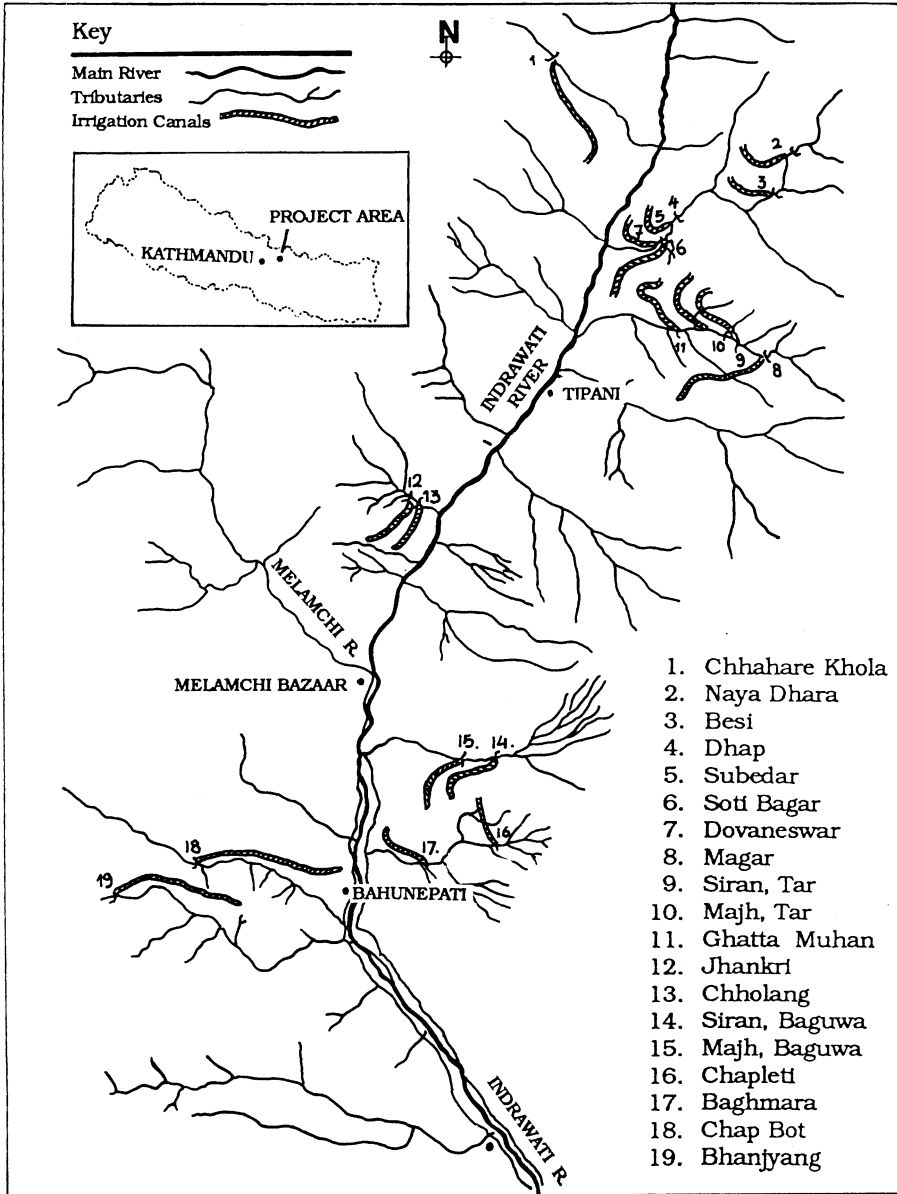 Key
N
Main River
Tributaries
Irrigation Canals
PROJECT AREA
KATHMANDU
1
2
3
4
5
7
6
11
10
9
8
INDRAWATI
RIVER
TIPANI
12
13
MELAMCHI R.
MELAMCHI BAZAAR
15.
14.
16
17.
18
19
BAHUNEPATI
INDRAWATI R
1. Chhahare Khola
2. Naya Dhara
3. Besi
4. Dhap
5. Subedar
6. Soti Bagar
7. Dovaneswar
8. Magar
9. Siran, Tar
10. Majh, Tar
11. Ghatta Muhan
12. Jhankri
13. Chholang
14. Siran, Baguwa
15. Majh, Baguwa
16. Chapleti
17. Baghmara
18. Chap Bot
19. Bhanjyang